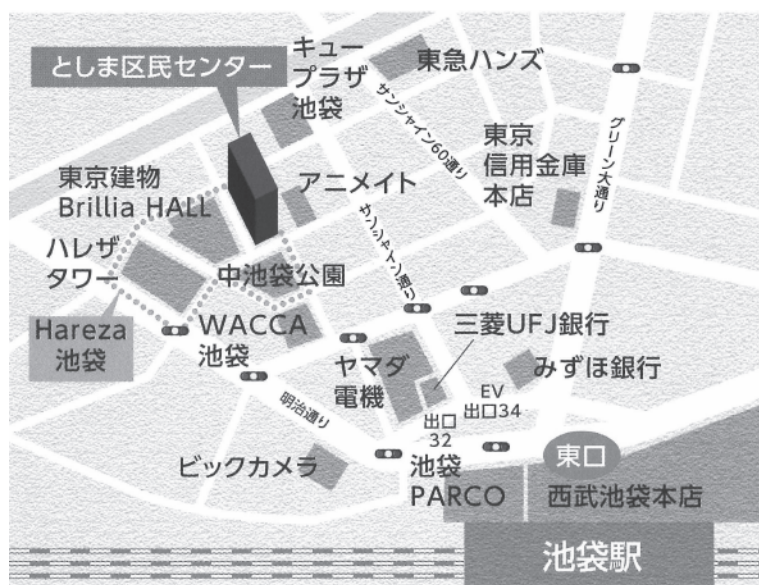 キュー
プラザ
池袋
東急ハンズ
としま区民センター
サンシャイン60通り
東京
信用金庫
本店
グリーン大通り
東京建物
Brillia HALL
アニメイト
サンシャイン通り
ハレザ
タワー
中池袋公園
Hareza
池袋
WACCA
池袋
三菱UFJ銀行
ヤマダ
電機
みずほ銀行
EV
出口34
出口
32
明治通り
ビックカメラ
池袋
PARCO
東口
西武池袋本店
池袋駅